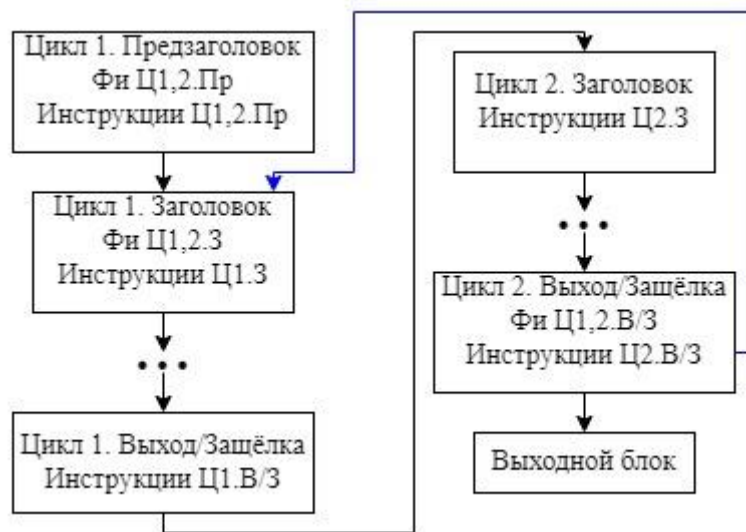 Цикл 1. Предзаголовок
Фи Ц1,2.Пр
Инструкции Ц1,2.Пр
Цикл 1. Заголовок
Фи Ц1,2.З
Инструкции Ц1.З
Цикл 1. Выход/Защёлка
Инструкции Ц1.В/З
Цикл 2. Заголовок
Инструкции Ц2.З
Цикл 2. Выход/Защёлка
Фи Ц1,2.В/З
Инструкции Ц2.В/З
Выходной блок